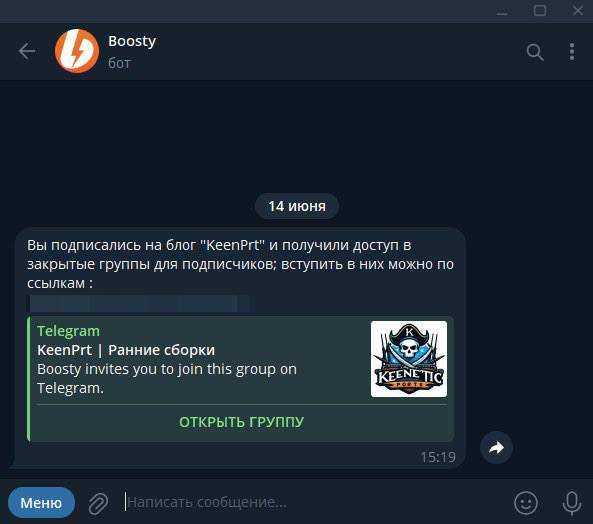 Boosty
бот
14 июня
Вы подписались на блог "KeenPrt" и получили доступ в
закрытые группы для подписчиков; вступить в них можно по
ссылкам :
Telegram
KeenPrt | Ранние сборки
Boosty invites you to join this group on
Telegram.
K
KEENETIC
PORTS
ОТКРЫТЬ ГРУППУ
15:19
Меню
Написать сообщение...